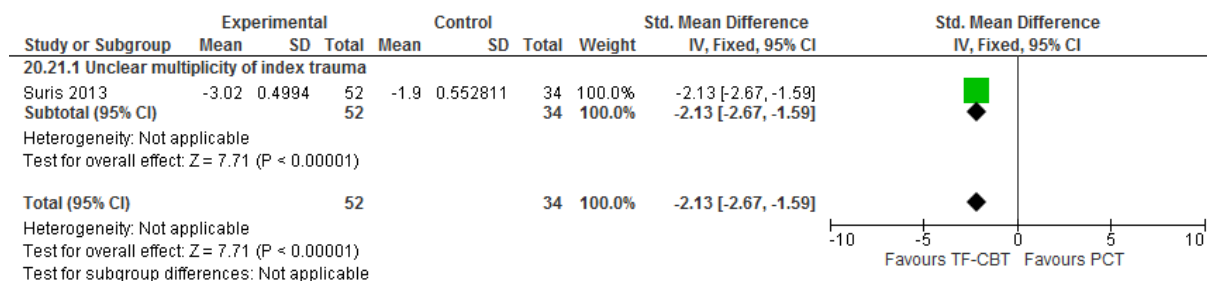 Experimental Control Std. Mean Difference Std. Mean Difference
Study or Subgroup Mean SD Total Mean SD Total Weight IV, Fixed, 95% CI IV, Fixed, 95% CI
20.21.1 Unclear multiplicity of index trauma
Suris 2013 -3.02 0.4994 52 -1.9 0.552811 34 100.0% -2.13 [-2.67, -1.59]
Subtotal (95% CI) 52 34 100.0% -2.13 [-2.67, -1.59]
Heterogeneity: Not applicable
Test for overall effect: Z = 7.71 (P < 0.00001)
Total (95% CI) 52 34 100.0% -2.13 [-2.67, -1.59]
Heterogeneity: Not applicable
Test for overall effect: Z = 7.71 (P < 0.00001)
Test for subgroup differences: Not applicable
-10 -5 0 5 10
Favours TF-CBT Favours PCT